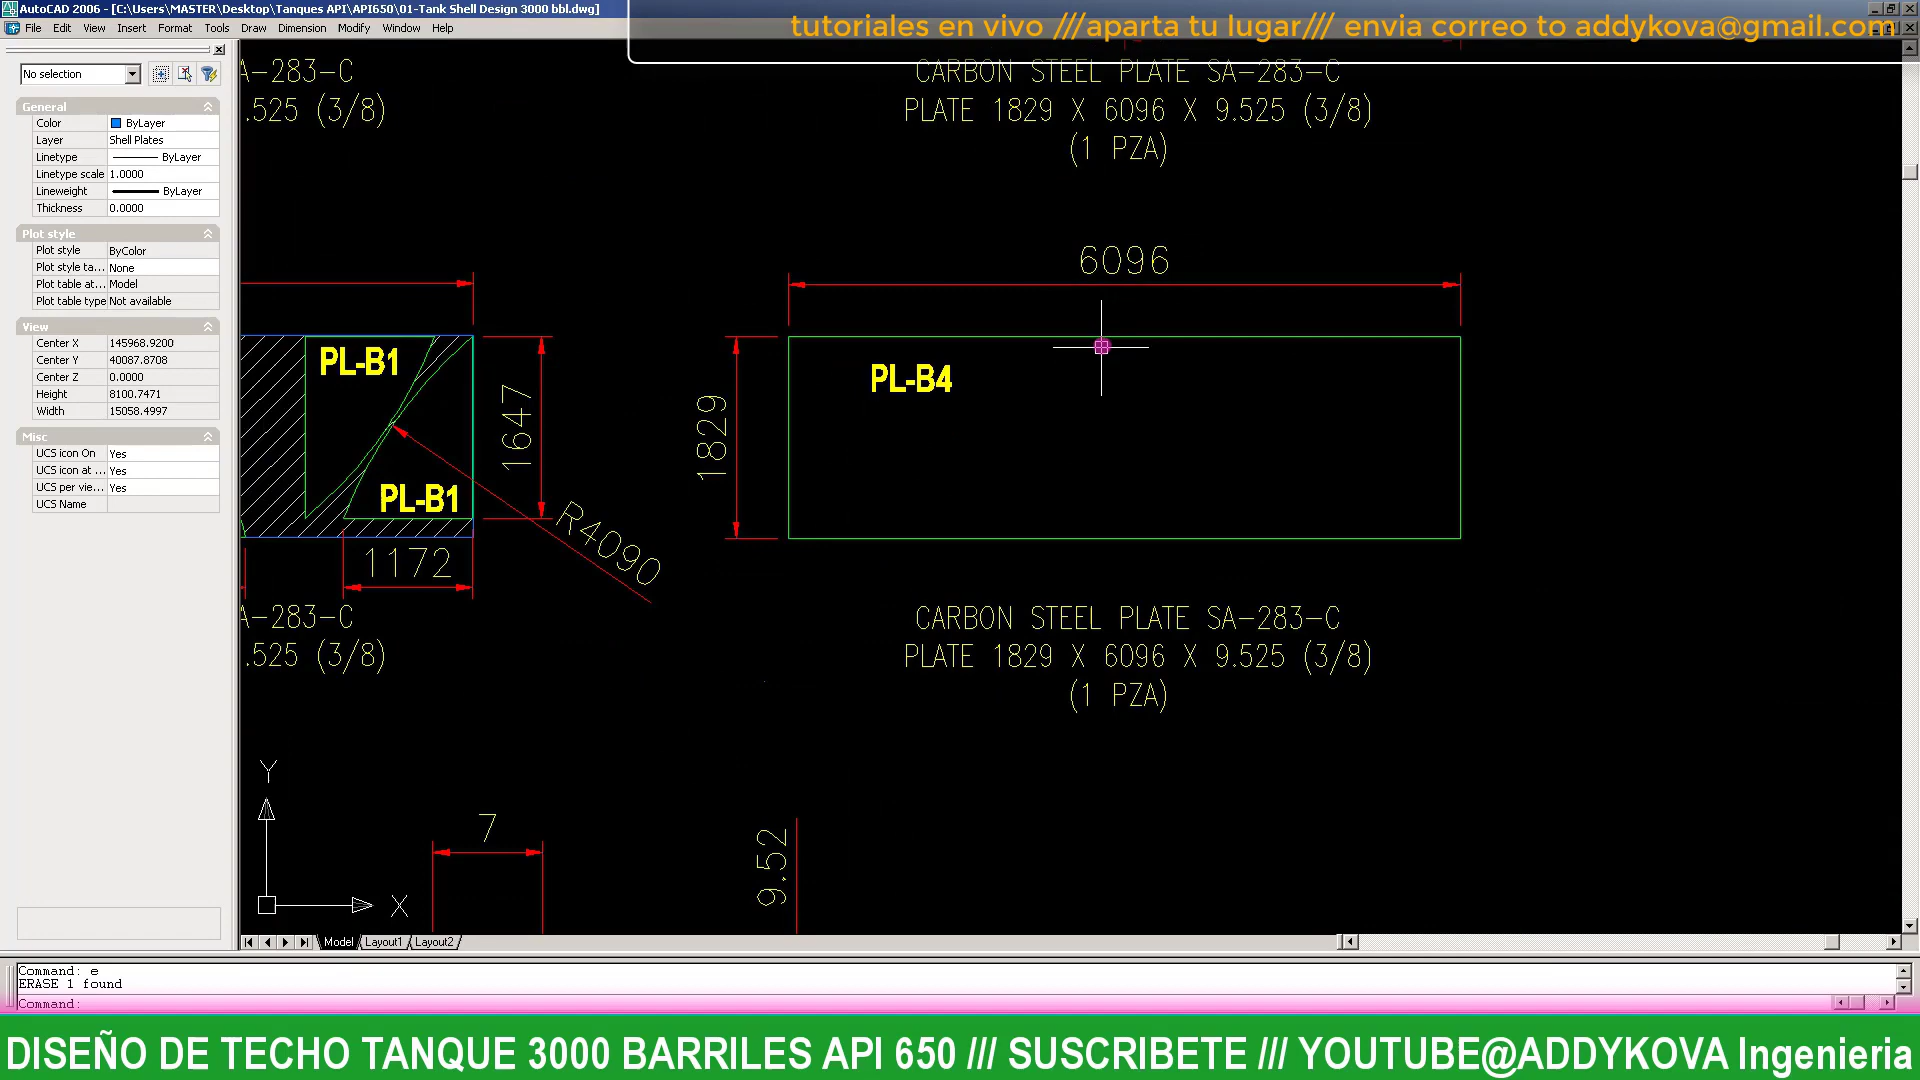 AutoCAD 2006 - [C:\Users\MASTER\Desktop\Tanques API\API650\01-Tank Shell Design 3000 bbl.dwg]
tutoriales en vivo ///aparta tu lugar/// envia correo to addykova@gmail.com
File Edit View Insert Format Tools Draw Dimension Modify Window Help
No selection
General
Color ByLayer
Layer Shell Plates
Linetype ByLayer
Linetype scale 1.0000
Lineweight ByLayer
Thickness 0.0000
Plot style
Plot style ByColor
Plot style ta... None
Plot table at... Model
Plot table type Not available
View
Center X 145968.9200
Center Y 40087.8708
Center Z 0.0000
Height 8100.7471
Width 15058.4997
Misc
UCS icon On Yes
UCS icon at ... Yes
UCS per vie... Yes
UCS Name
A-283-C
.525 (3/8)
CARBON STEEL PLATE SA-283-C
PLATE 1829 X 6096 X 9.525 (3/8)
(1 PZA)
6096
PL-B1
PL-B1
1647
R4090
1172
1829
PL-B4
A-283-C
.525 (3/8)
CARBON STEEL PLATE SA-283-C
PLATE 1829 X 6096 X 9.525 (3/8)
(1 PZA)
Y
X
7
9.52
Model Layout1 Layout2
Command: e
ERASE 1 found
Command:
DISEÑO DE TECHO TANQUE 3000 BARRILES API 650 /// SUSCRIBETE /// YOUTUBE@ADDYKOVA Ingenieria